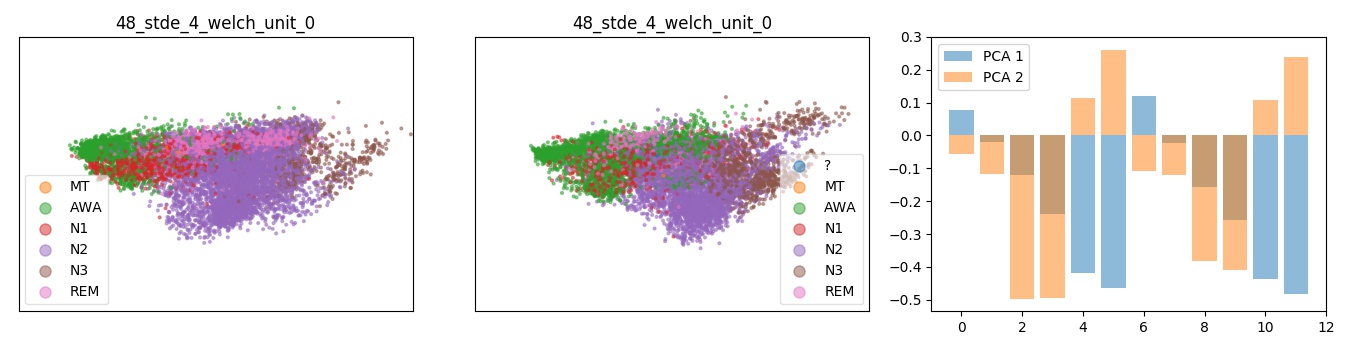 48_stde_4_welch_unit_0
MT
AWA
N1
N2
N3
REM
48_stde_4_welch_unit_0
?
MT
AWA
N1
N2
N3
REM
PCA 1
PCA 2
0.3
0.2
0.1
0.0
−0.1
−0.2
−0.3
−0.4
−0.5
0 2 4 6 8 10 12